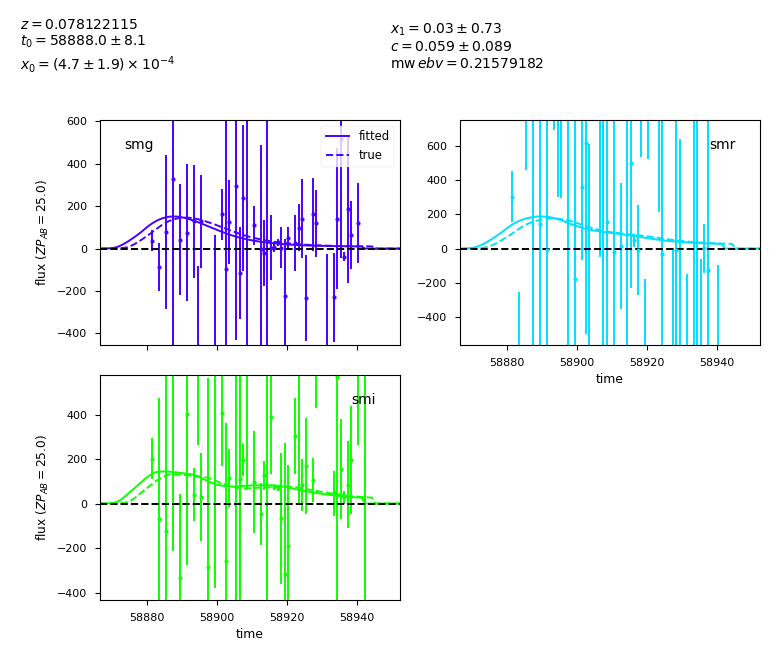 z = 0.078122115
t₀ = 58888.0 ± 8.1
x₀ = (4.7 ± 1.9) × 10⁻⁴
x₁ = 0.03 ± 0.73
c = 0.059 ± 0.089
mw ebv = 0.21579182
smg
fitted
true
600
400
200
0
−200
−400
flux (ZP_AB = 25.0)
smr
600
400
200
0
−200
−400
58880 58900 58920 58940
time
smi
400
200
0
−200
−400
flux (ZP_AB = 25.0)
58880 58900 58920 58940
time